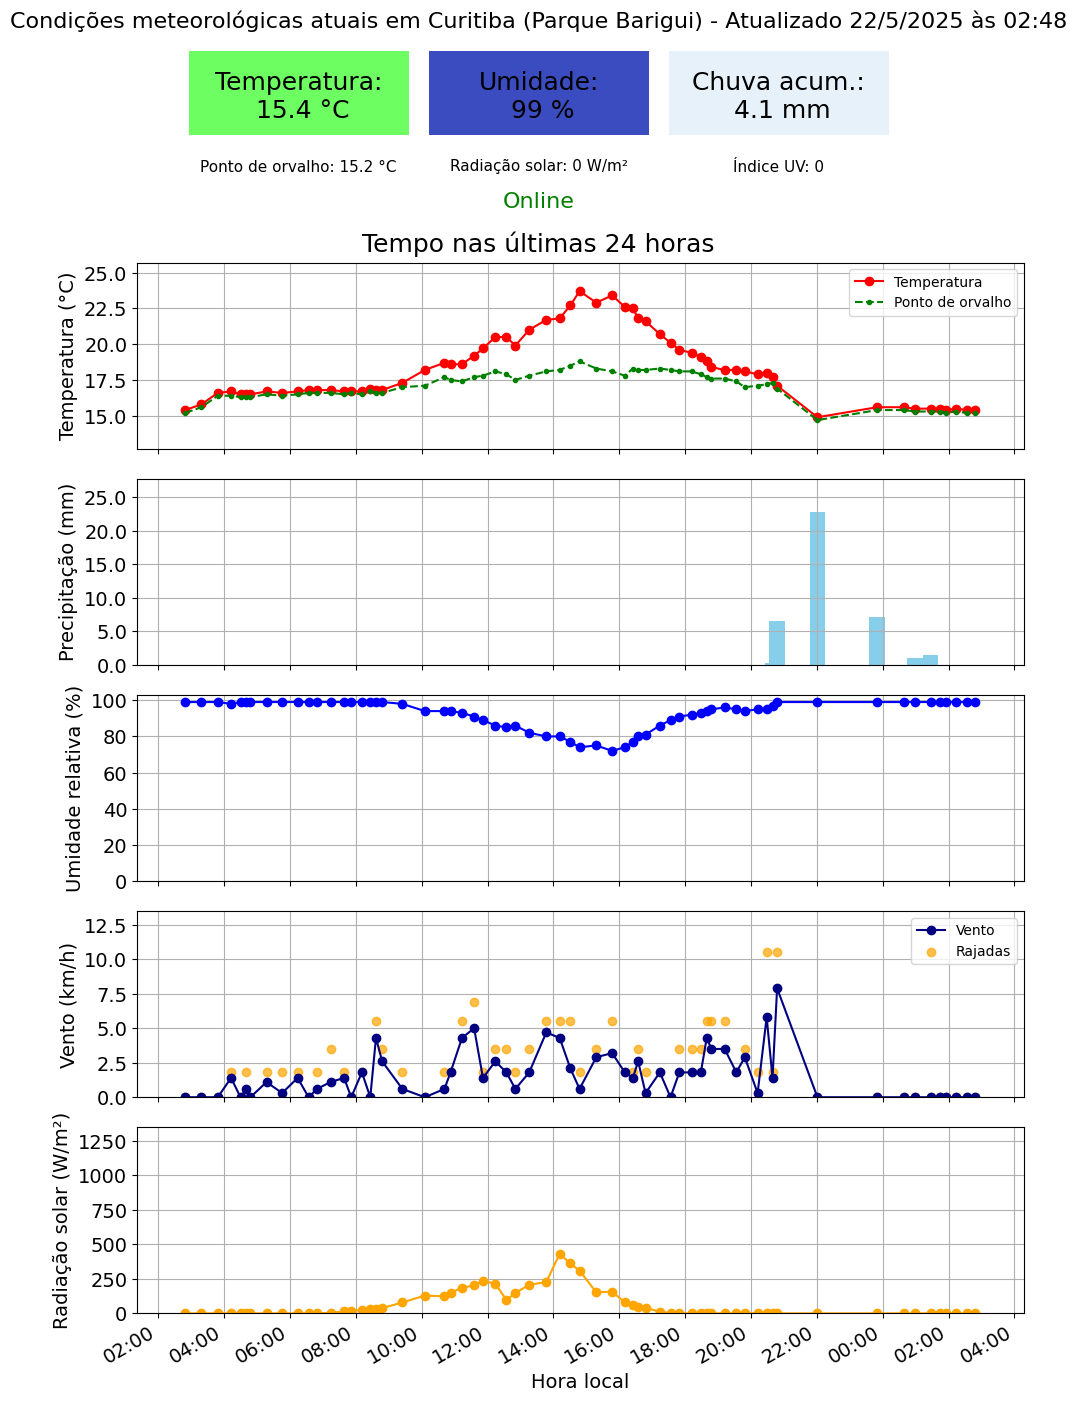 Condições meteorológicas atuais em Curitiba (Parque Barigui) - Atualizado 22/5/2025 às 02:48
Temperatura:
15.4 °C
Umidade:
99 %
Chuva acum.:
4.1 mm
Ponto de orvalho: 15.2 °C
Radiação solar: 0 W/m²
Índice UV: 0
Online
Tempo nas últimas 24 horas
Temperatura (°C)
25.0
22.5
20.0
17.5
15.0
Temperatura
Ponto de orvalho
Precipitação (mm)
25.0
20.0
15.0
10.0
5.0
0.0
Umidade relativa (%)
100
80
60
40
20
0
Vento (km/h)
12.5
10.0
7.5
5.0
2.5
0.0
Vento
Rajadas
Radiação solar (W/m²)
1250
1000
750
500
250
0
02:00
04:00
06:00
08:00
10:00
12:00
14:00
16:00
18:00
20:00
22:00
00:00
02:00
04:00
Hora local